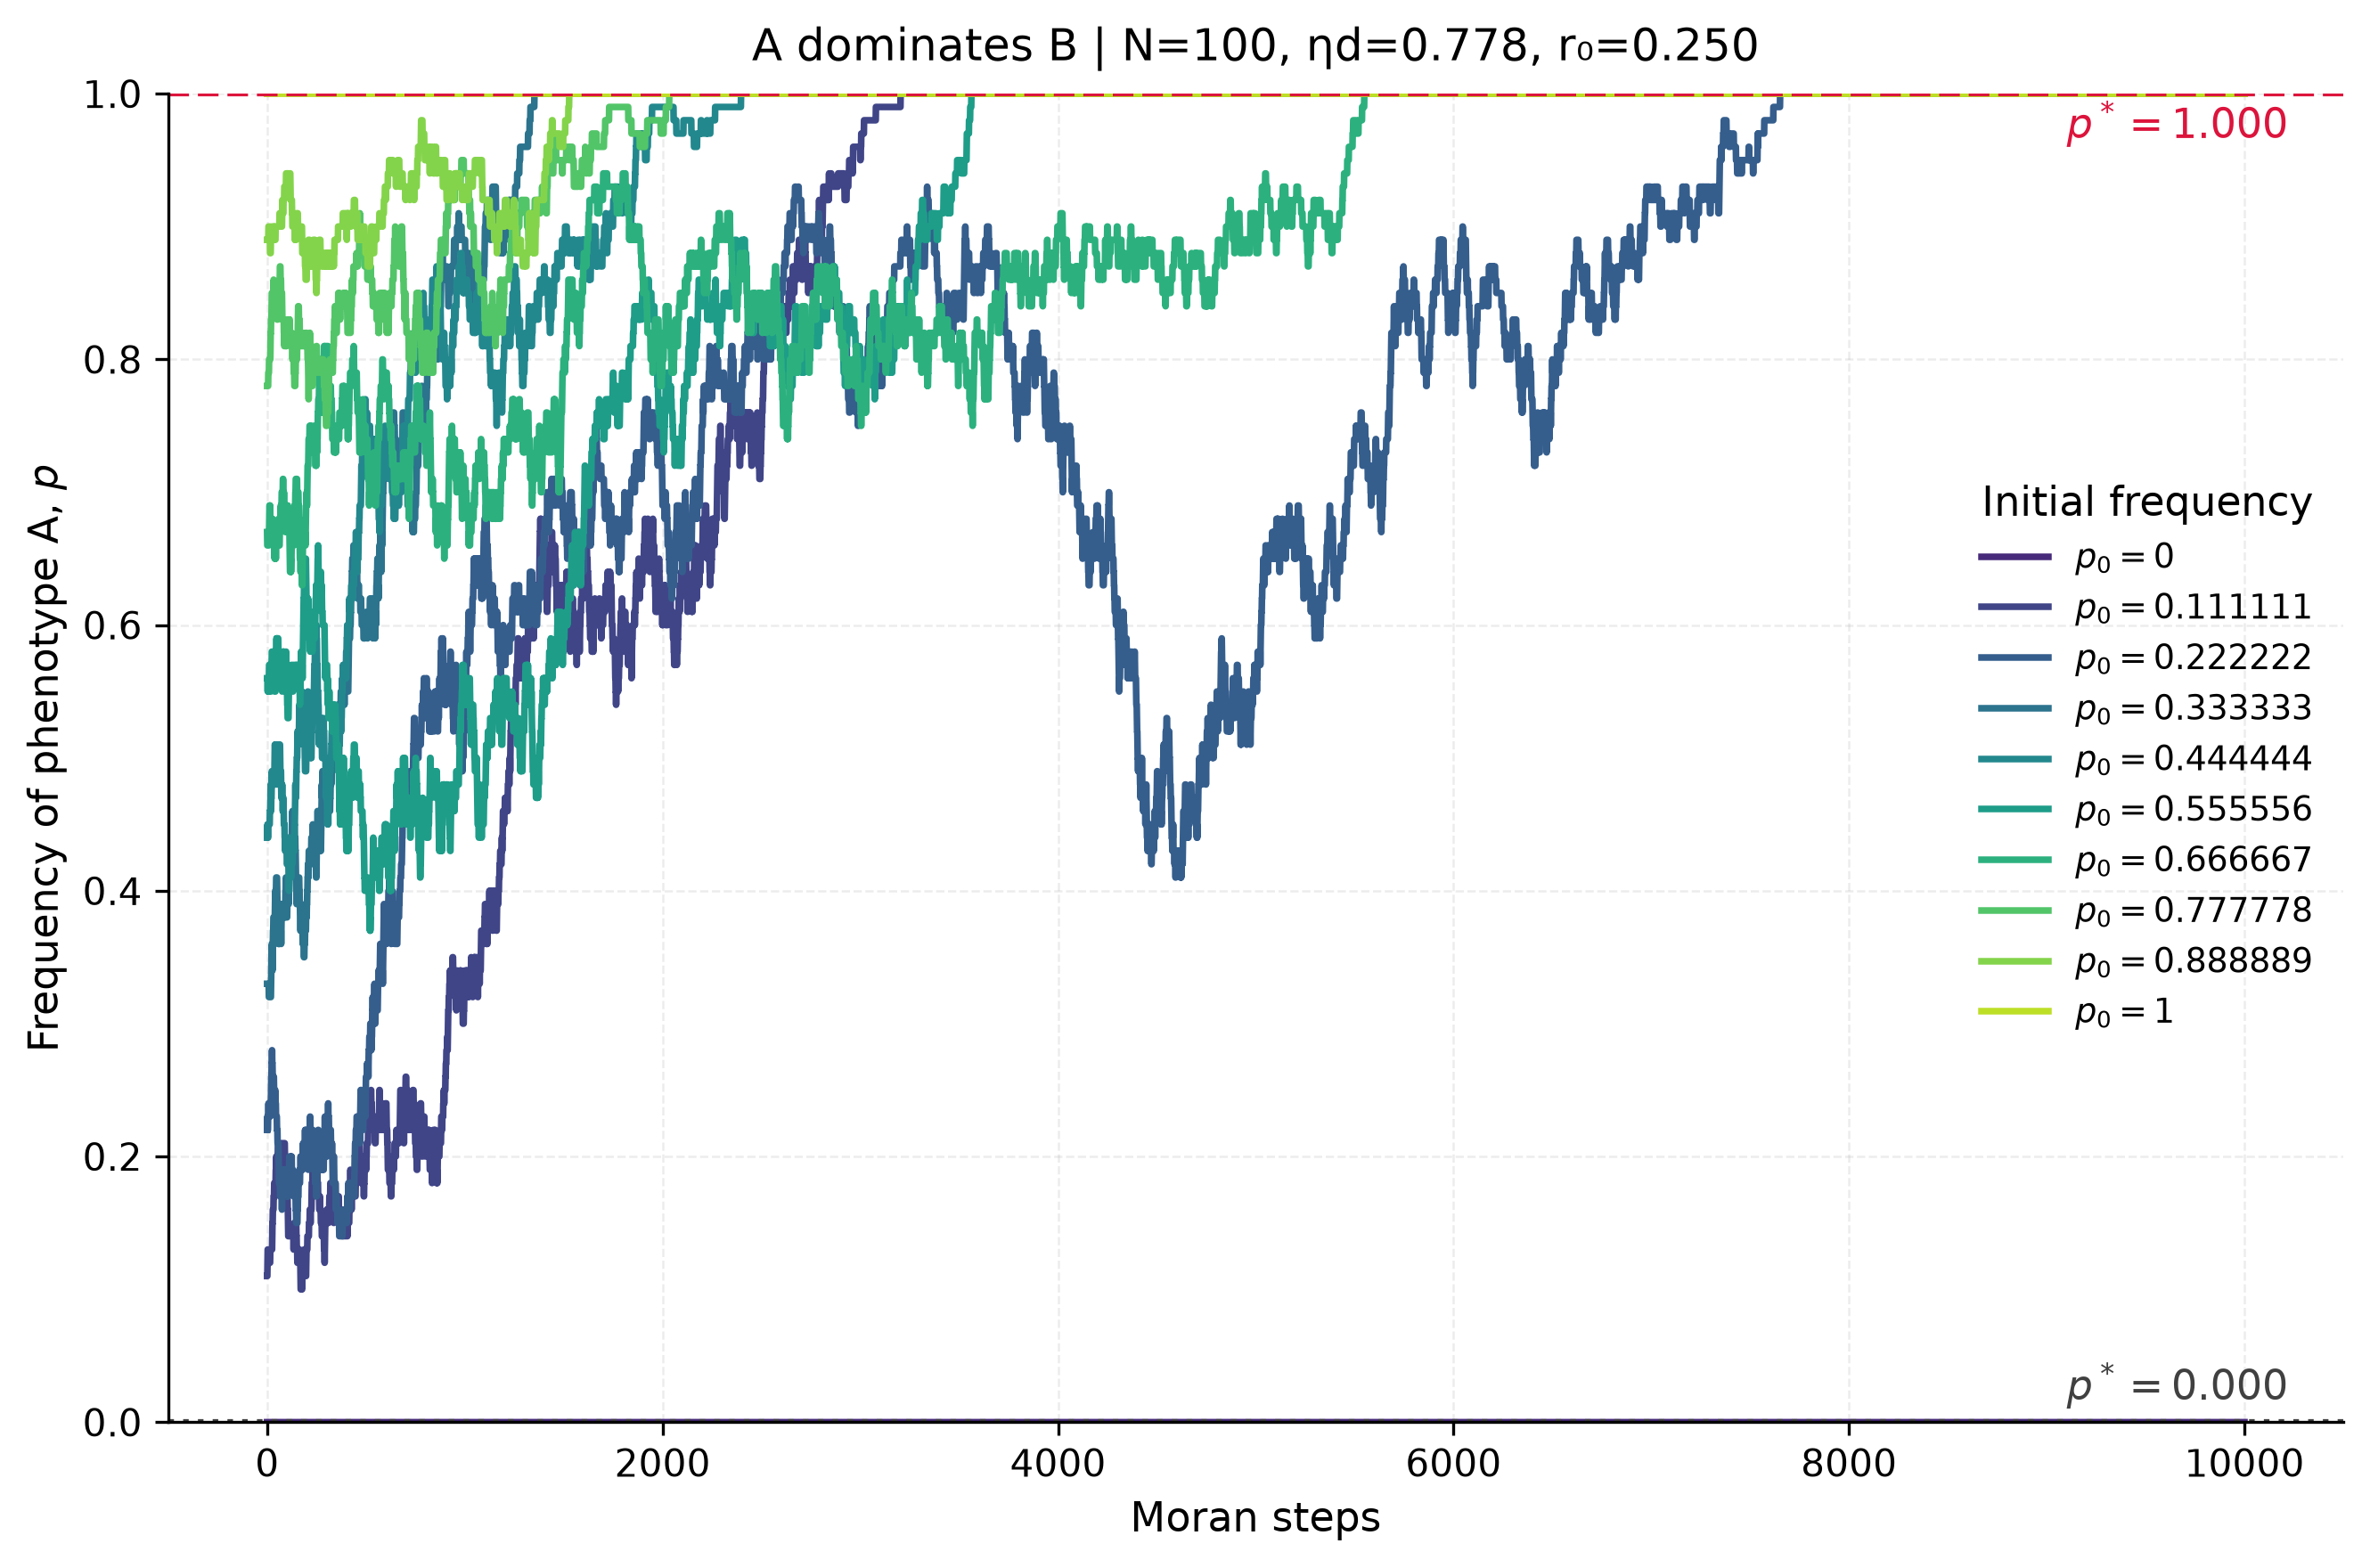 A dominates B | N=100, ηd=0.778, r₀=0.250
1.0
0.8
0.6
0.4
0.2
0.0
Frequency of phenotype A, p
p* = 1.000
Initial frequency
p₀ = 0
p₀ = 0.111111
p₀ = 0.222222
p₀ = 0.333333
p₀ = 0.444444
p₀ = 0.555556
p₀ = 0.666667
p₀ = 0.777778
p₀ = 0.888889
p₀ = 1
p* = 0.000
0 2000 4000 6000 8000 10000
Moran steps